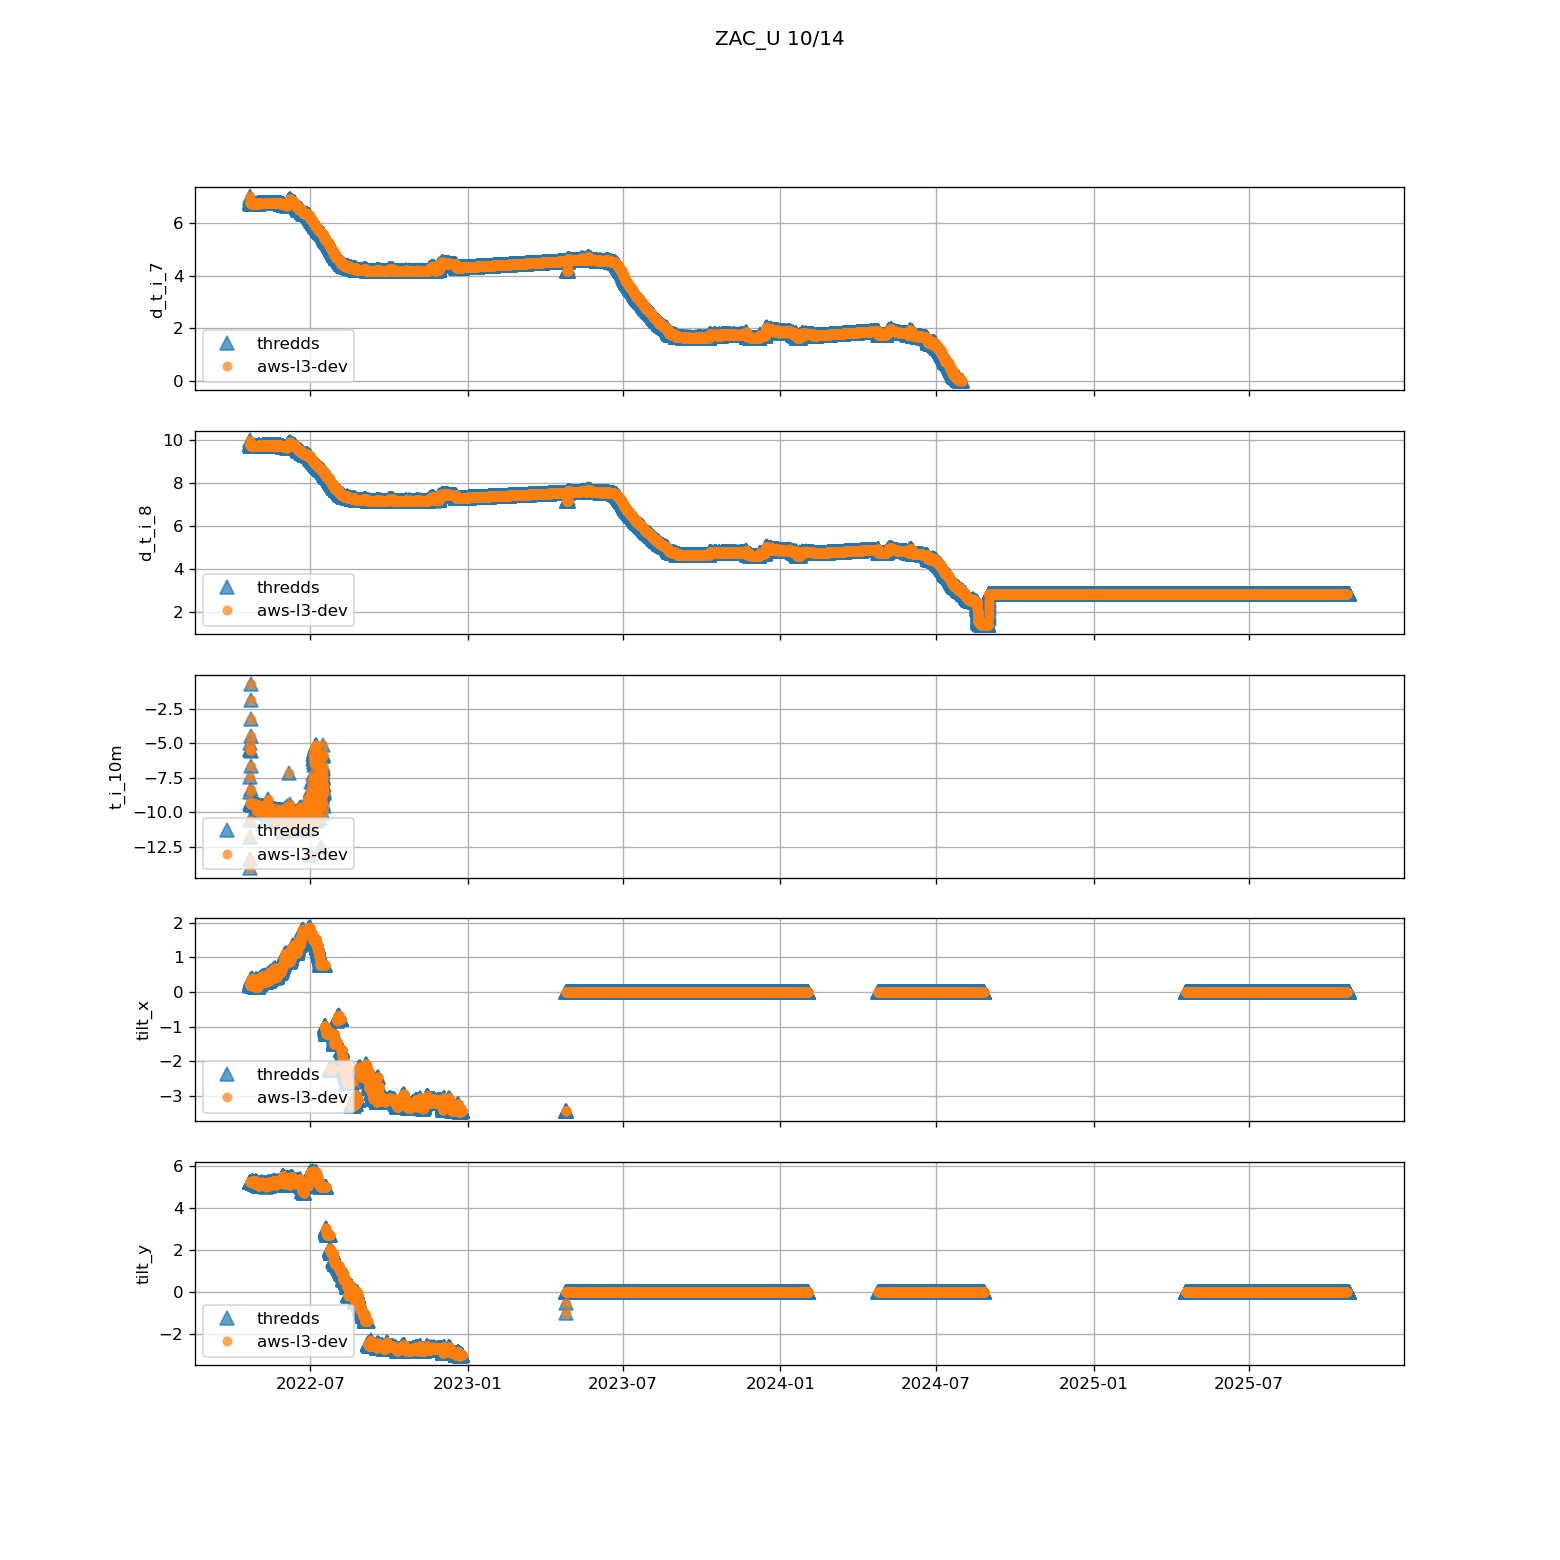 ZAC_U 10/14
d_t_i_7
6
4
2
0
thredds
aws-l3-dev
d_t_i_8
10
8
6
4
2
thredds
aws-l3-dev
t_i_10m
−2.5
−5.0
−7.5
−10.0
−12.5
thredds
aws-l3-dev
tilt_x
2
1
0
−1
−2
−3
thredds
aws-l3-dev
tilt_y
6
4
2
0
−2
thredds
aws-l3-dev
2022-07 2023-01 2023-07 2024-01 2024-07 2025-01 2025-07